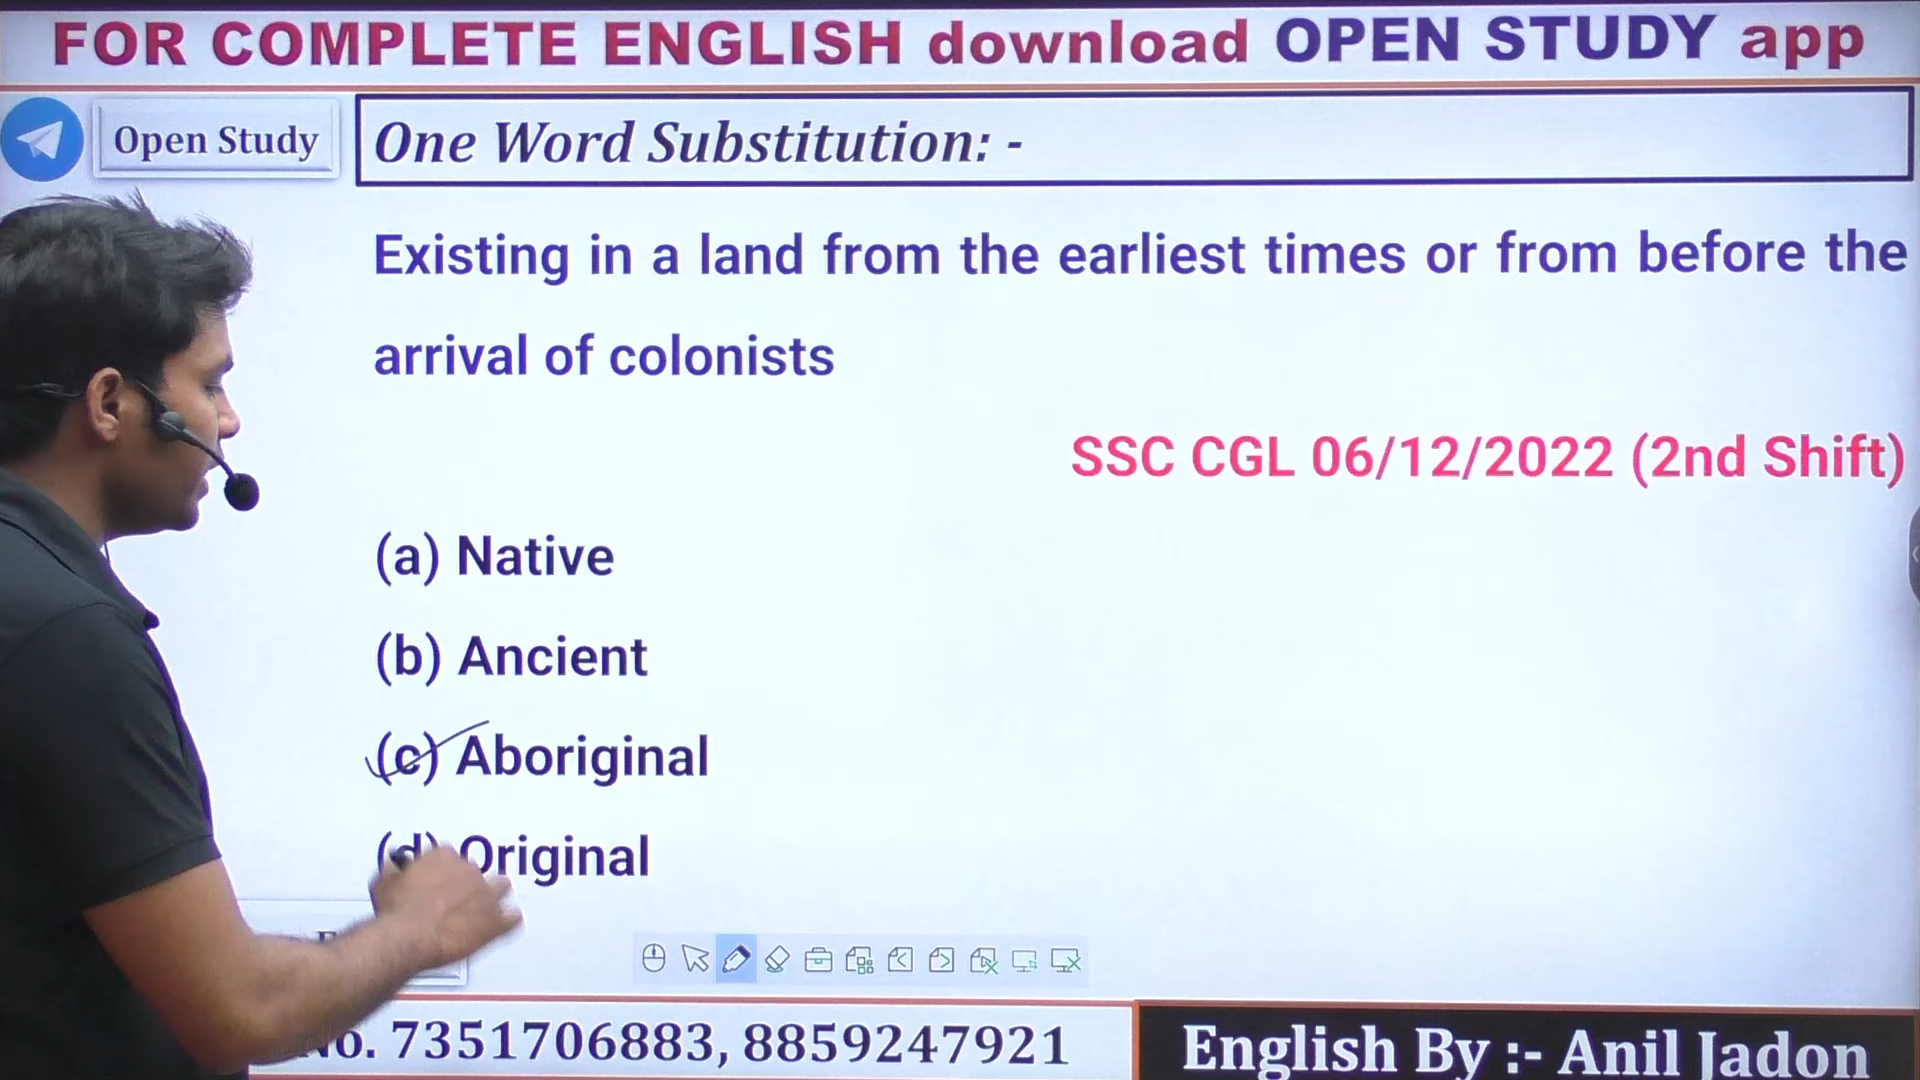 FOR COMPLETE ENGLISH download OPEN STUDY app
Open Study
One Word Substitution: -
Existing in a land from the earliest times or from before the
arrival of colonists
SSC CGL 06/12/2022 (2nd Shift)
(a) Native
(b) Ancient
(c) Aboriginal
(d) Original
No. 7351706883, 8859247921
English By :- Anil Jadon